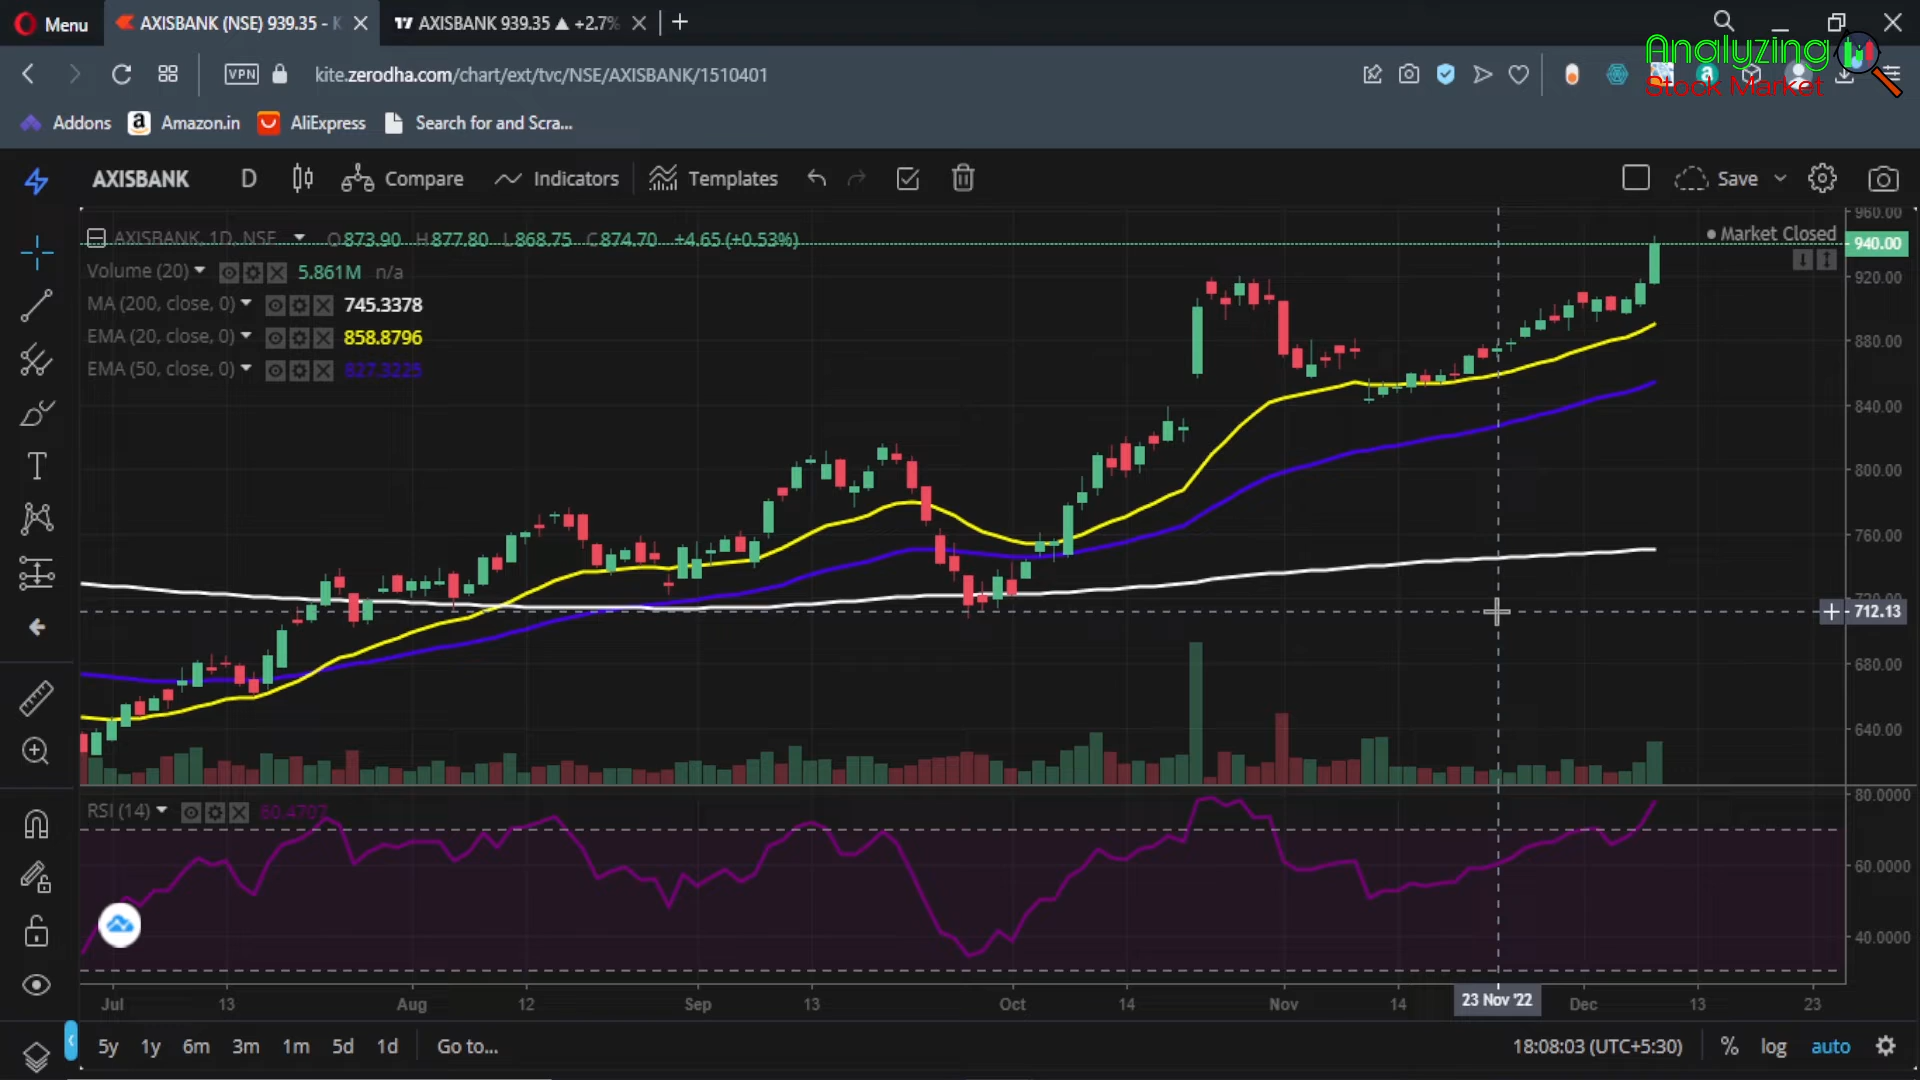 Menu
AXISBANK (NSE) 939.35 - K
AXISBANK 939.35 ▲ +2.7%
Analyzing
Stock Market
VPN
kite.zerodha.com/chart/ext/tvc/NSE/AXISBANK/1510401
Addons
Amazon.in
AliExpress
Search for and Scra...
AXISBANK
D
Compare
Indicators
Templates
Save
AXISBANK, 1D, NSE
O873.90 H877.80 L868.75 C874.70 +4.65 (+0.53%)
Market Closed
Volume (20)
5.861M n/a
MA (200, close, 0)
745.3378
EMA (20, close, 0)
858.8796
EMA (50, close, 0)
827.3225
960.00
940.00
920.00
880.00
840.00
800.00
760.00
720.00
712.13
680.00
640.00
RSI (14)
60.4707
80.0000
60.0000
40.0000
Jul 13 Aug 12 Sep 13 Oct 14 Nov 14 23 Nov '22 Dec 13 23
5y 1y 6m 3m 1m 5d 1d Go to...
18:08:03 (UTC+5:30)
% log auto